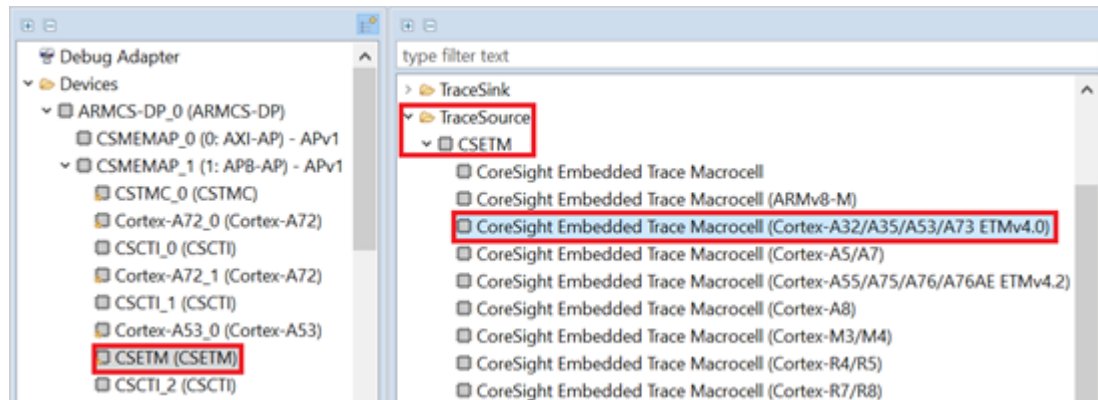 Debug Adapter
Devices
ARMCS-DP_0 (ARMCS-DP)
CSMEMAP_0 (0: AXI-AP) - APv1
CSMEMAP_1 (1: APB-AP) - APv1
CSTMC_0 (CSTMC)
Cortex-A72_0 (Cortex-A72)
CSCTI_0 (CSCTI)
Cortex-A72_1 (Cortex-A72)
CSCTI_1 (CSCTI)
Cortex-A53_0 (Cortex-A53)
CSETM (CSETM)
CSCTI_2 (CSCTI)
type filter text
TraceSink
TraceSource
CSETM
CoreSight Embedded Trace Macrocell
CoreSight Embedded Trace Macrocell (ARMv8-M)
CoreSight Embedded Trace Macrocell (Cortex-A32/A35/A53/A73 ETMv4.0)
CoreSight Embedded Trace Macrocell (Cortex-A5/A7)
CoreSight Embedded Trace Macrocell (Cortex-A55/A75/A76/A76AE ETMv4.2)
CoreSight Embedded Trace Macrocell (Cortex-A8)
CoreSight Embedded Trace Macrocell (Cortex-M3/M4)
CoreSight Embedded Trace Macrocell (Cortex-R4/R5)
CoreSight Embedded Trace Macrocell (Cortex-R7/R8)